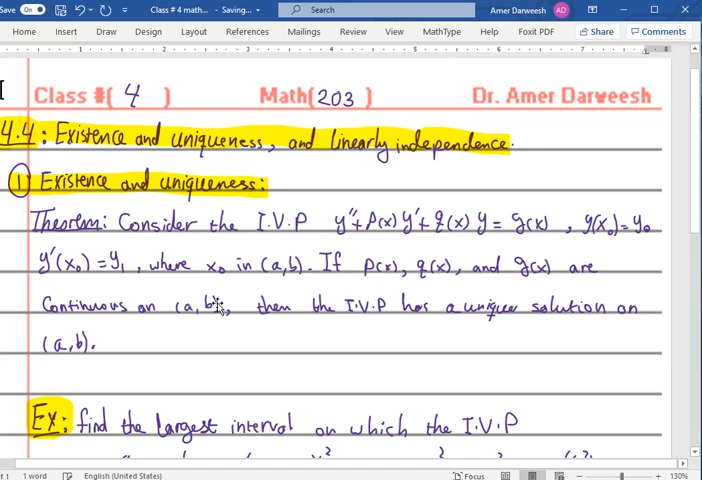 Save On Class # 4 math... - Saving... Search Amer Darweesh AD
Home Insert Draw Design Layout References Mailings Review View MathType Help Foxit PDF Share Comments
Class #( 4 ) Math( 203 ) Dr. Amer Darweesh
4.4 : Existence and uniqueness, and linearly independence.
① Existence and uniqueness:
Theorem: Consider the I.V.P y'' + p(x) y' + q(x) y = g(x) , y(x₀) = y₀
y'(x₀) = y₁ , where x₀ in (a,b). If p(x), q(x), and g(x) are
Continuous on (a,b), then the I.V.P has a unique solution on
(a,b).
Ex: find the largest interval on which the I.V.P
of 1 1 word English (United States) Focus 130%